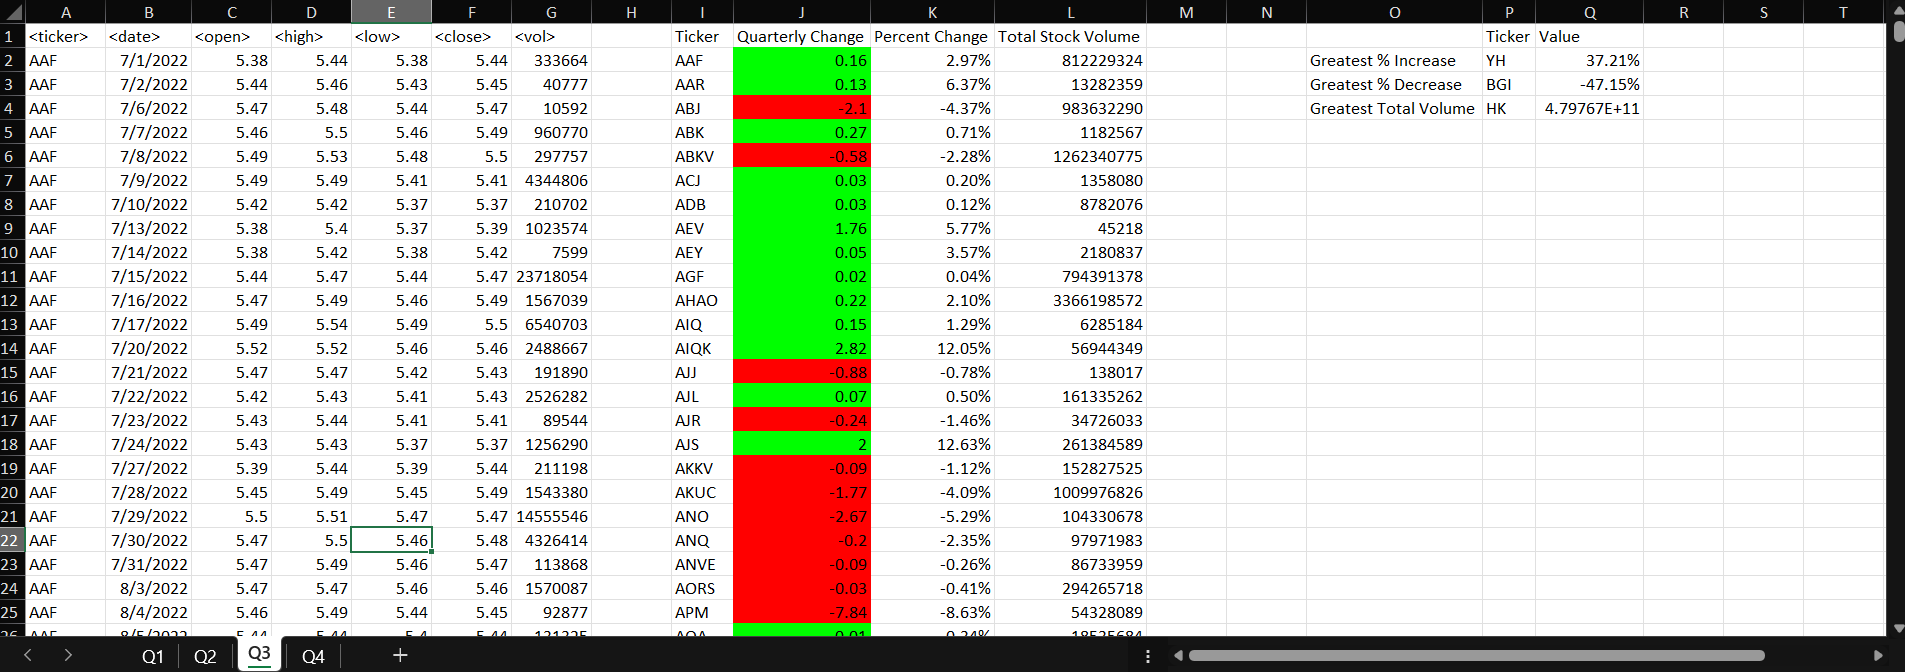 A B C D E F G H I J K L M N O P Q R S T
1 <ticker> <date> <open> <high> <low> <close> <vol> Ticker Quarterly Change Percent Change Total Stock Volume Ticker Value
2 AAF 7/1/2022 5.38 5.44 5.38 5.44 333664 AAF 0.16 2.97% 812229324 Greatest % Increase YH 37.21%
3 AAF 7/2/2022 5.44 5.46 5.43 5.45 40777 AAR 0.13 6.37% 13282359 Greatest % Decrease BGI -47.15%
4 AAF 7/6/2022 5.47 5.48 5.44 5.47 10592 ABJ -2.1 -4.37% 983632290 Greatest Total Volume HK 4.79767E+11
5 AAF 7/7/2022 5.46 5.5 5.46 5.49 960770 ABK 0.27 0.71% 1182567
6 AAF 7/8/2022 5.49 5.53 5.48 5.5 297757 ABKV -0.58 -2.28% 1262340775
7 AAF 7/9/2022 5.49 5.49 5.41 5.41 4344806 ACJ 0.03 0.20% 1358080
8 AAF 7/10/2022 5.42 5.42 5.37 5.37 210702 ADB 0.03 0.12% 8782076
9 AAF 7/13/2022 5.38 5.4 5.37 5.39 1023574 AEV 1.76 5.77% 45218
10 AAF 7/14/2022 5.38 5.42 5.38 5.42 7599 AEY 0.05 3.57% 2180837
11 AAF 7/15/2022 5.44 5.47 5.44 5.47 23718054 AGF 0.02 0.04% 794391378
12 AAF 7/16/2022 5.47 5.49 5.46 5.49 1567039 AHAO 0.22 2.10% 3366198572
13 AAF 7/17/2022 5.49 5.54 5.49 5.5 6540703 AIQ 0.15 1.29% 6285184
14 AAF 7/20/2022 5.52 5.52 5.46 5.46 2488667 AIQK 2.82 12.05% 56944349
15 AAF 7/21/2022 5.47 5.47 5.42 5.43 191890 AJJ -0.88 -0.78% 138017
16 AAF 7/22/2022 5.42 5.43 5.41 5.43 2526282 AJL 0.07 0.50% 161335262
17 AAF 7/23/2022 5.43 5.44 5.41 5.41 89544 AJR -0.24 -1.46% 34726033
18 AAF 7/24/2022 5.43 5.43 5.37 5.37 1256290 AJS 2 12.63% 261384589
19 AAF 7/27/2022 5.39 5.44 5.39 5.44 211198 AKKV -0.09 -1.12% 152827525
20 AAF 7/28/2022 5.45 5.49 5.45 5.49 1543380 AKUC -1.77 -4.09% 1009976826
21 AAF 7/29/2022 5.5 5.51 5.47 5.47 14555546 ANO -2.67 -5.29% 104330678
22 AAF 7/30/2022 5.47 5.5 5.46 5.48 4326414 ANQ -0.2 -2.35% 97971983
23 AAF 7/31/2022 5.47 5.49 5.46 5.47 113868 ANVE -0.09 -0.26% 86733959
24 AAF 8/3/2022 5.47 5.47 5.46 5.46 1570087 AORS -0.03 -0.41% 294265718
25 AAF 8/4/2022 5.46 5.49 5.44 5.45 92877 APM -7.84 -8.63% 54328089
Q1 Q2 Q3 Q4